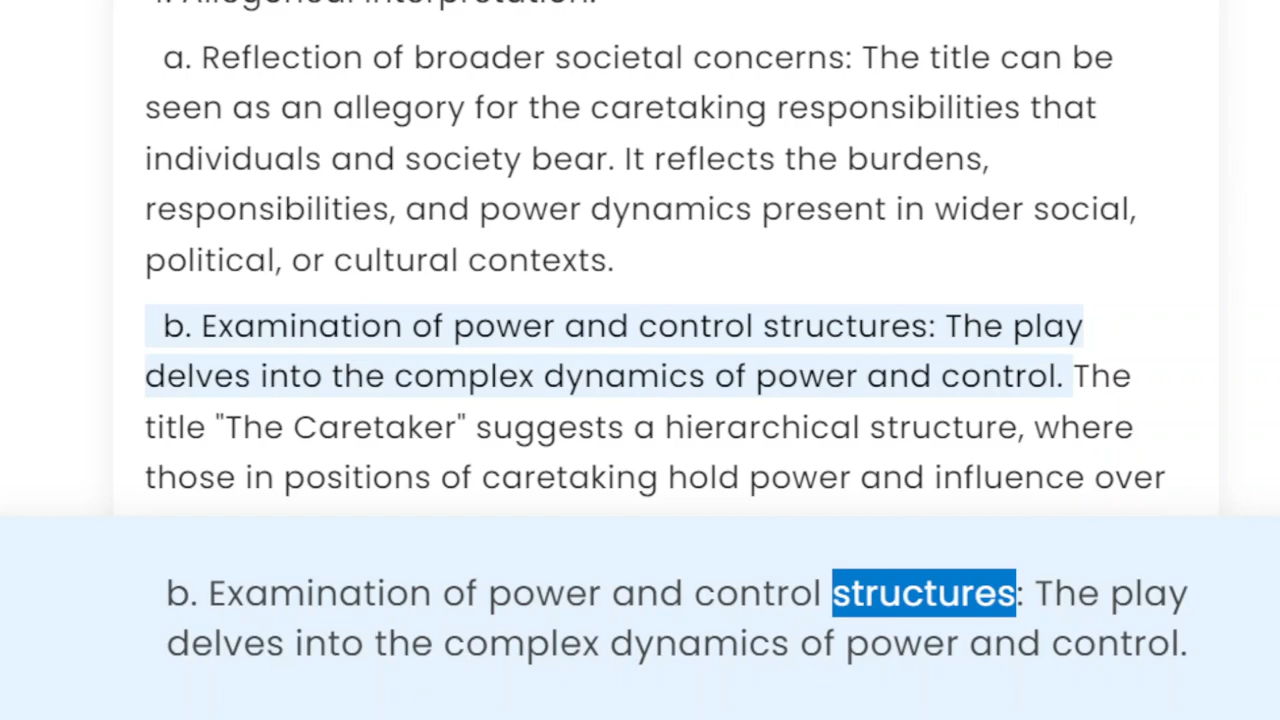 4. Allegorical interpretation:
a. Reflection of broader societal concerns: The title can be
seen as an allegory for the caretaking responsibilities that
individuals and society bear. It reflects the burdens,
responsibilities, and power dynamics present in wider social,
political, or cultural contexts.
b. Examination of power and control structures: The play
delves into the complex dynamics of power and control. The
title "The Caretaker" suggests a hierarchical structure, where
those in positions of caretaking hold power and influence over
b. Examination of power and control structures: The play
delves into the complex dynamics of power and control.